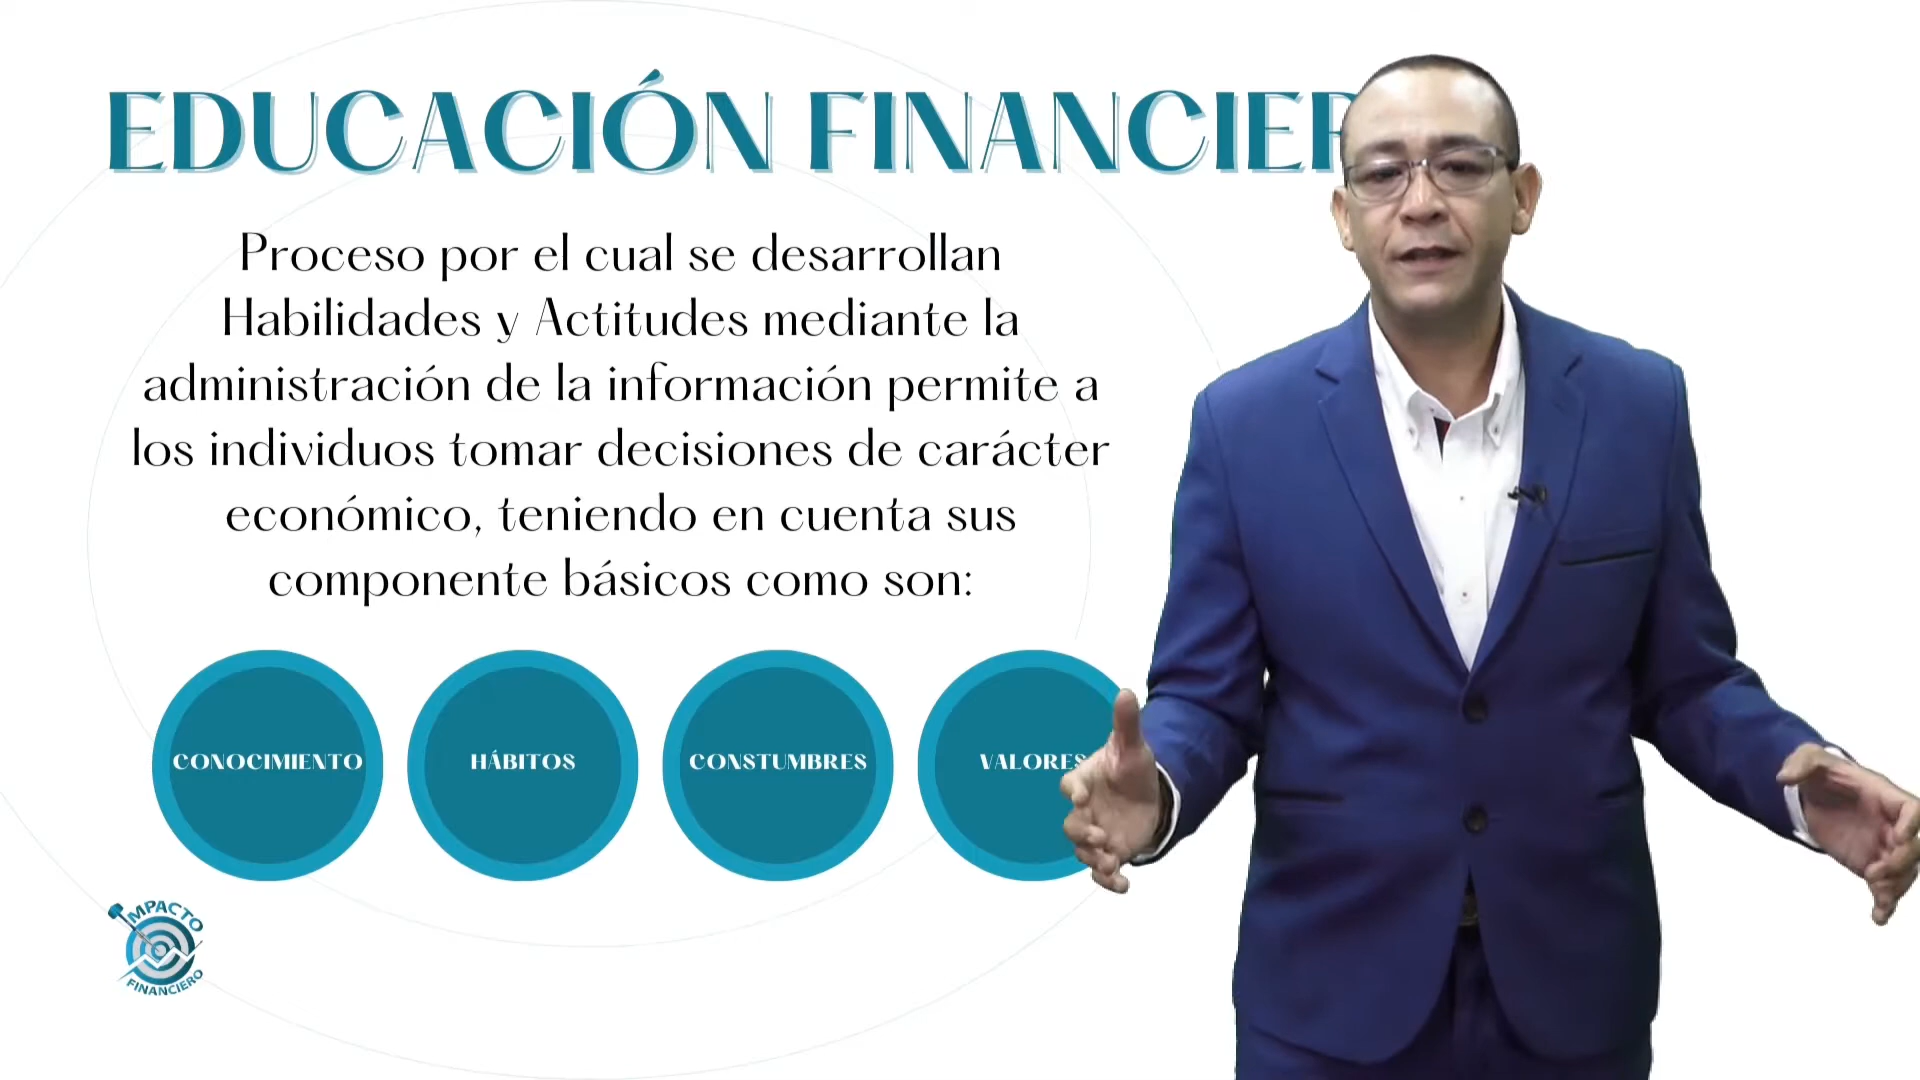 EDUCACIÓN FINANCIER
Proceso por el cual se desarrollan
Habilidades y Actitudes mediante la
administración de la información permite a
los individuos tomar decisiones de carácter
económico, teniendo en cuenta sus
componente básicos como son:
CONOCIMIENTO
HÁBITOS
CONSTUMBRES
VALORES
IMPACTO
FINANCIERO